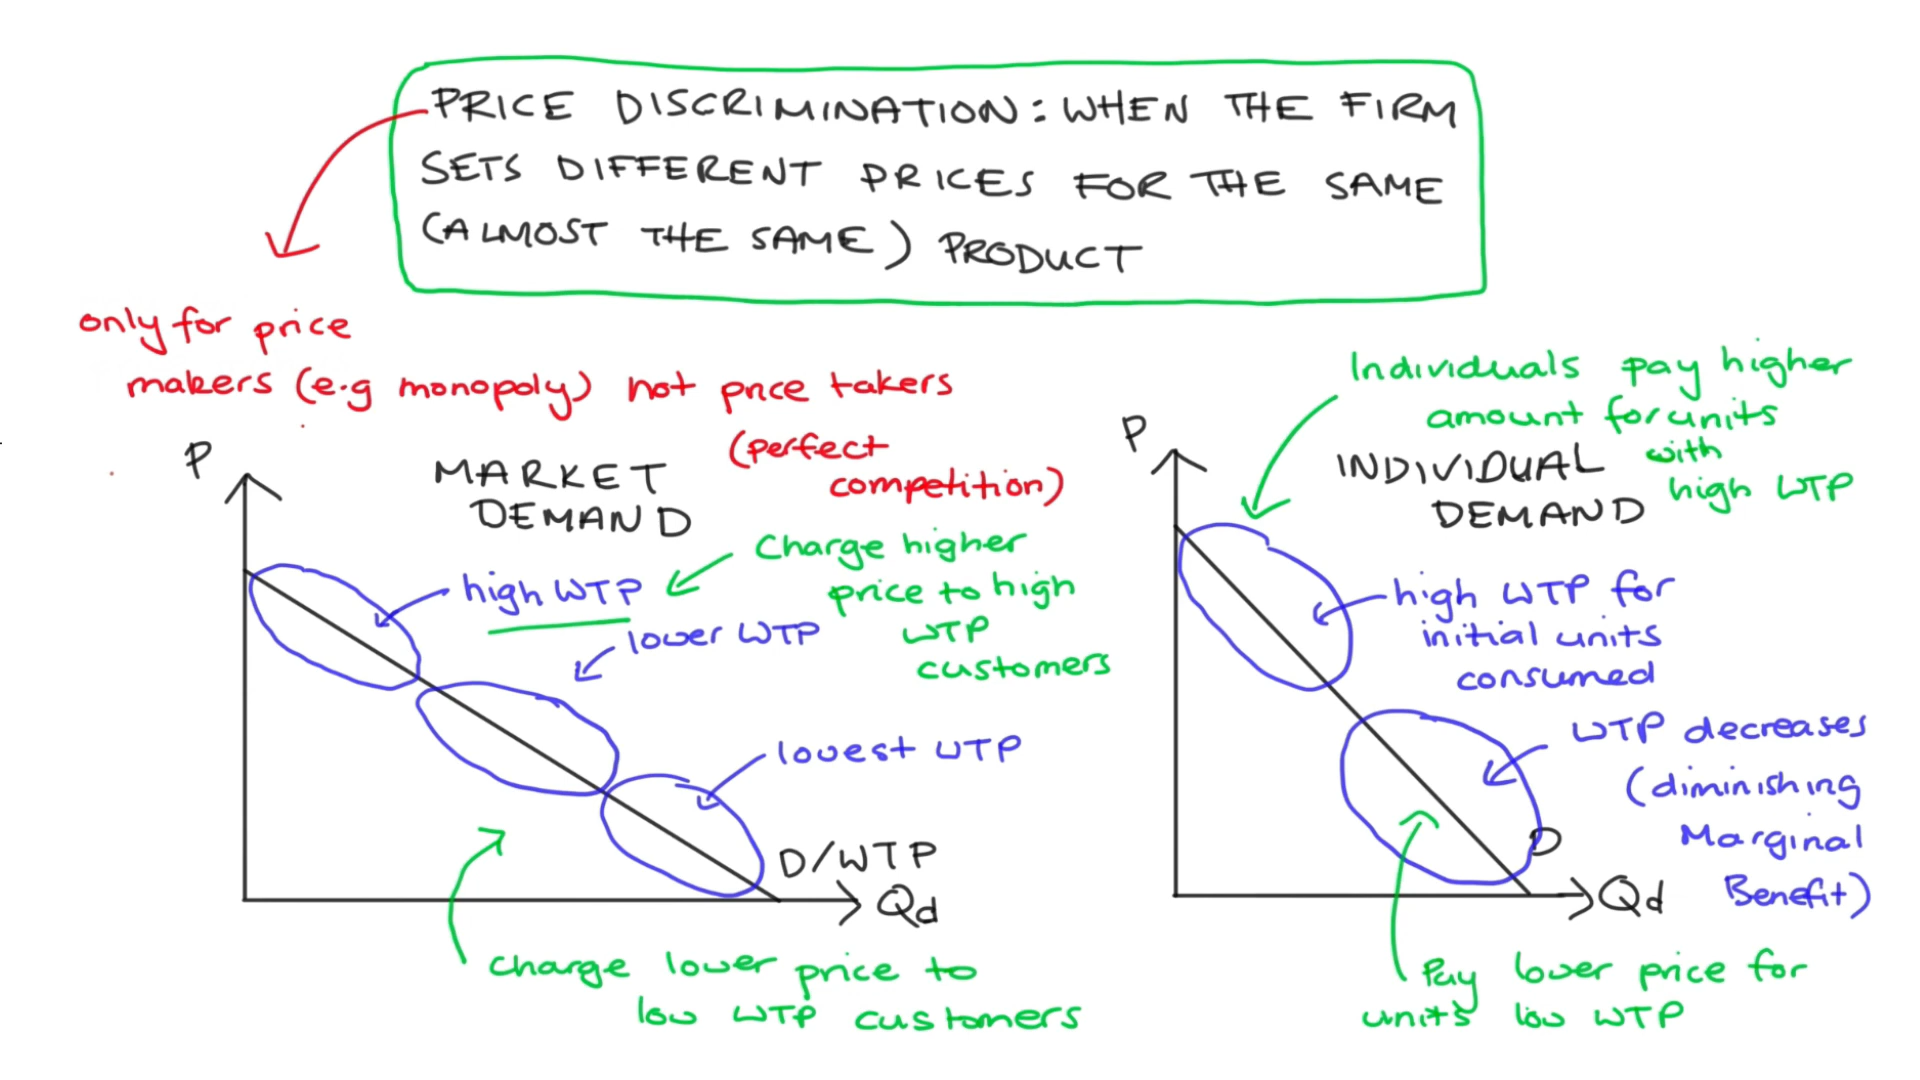 PRICE DISCRIMINATION: WHEN THE FIRM
SETS DIFFERENT PRICES FOR THE SAME
(ALMOST THE SAME) PRODUCT
only for price
makers (e.g monopoly) not price takers
(perfect
competition)
P
MARKET
DEMAND
high WTP
Charge higher
price to high
WTP
customers
lower WTP
lowest WTP
D/WTP
Qd
Charge lower price to
low WTP customers
Individuals pay higher
amount for units
with
high WTP
P
INDIVIDUAL
DEMAND
high WTP for
initial units
consumed
WTP decreases
(diminishing
Marginal
Benefit)
D
Qd
Pay lower price for
units low WTP